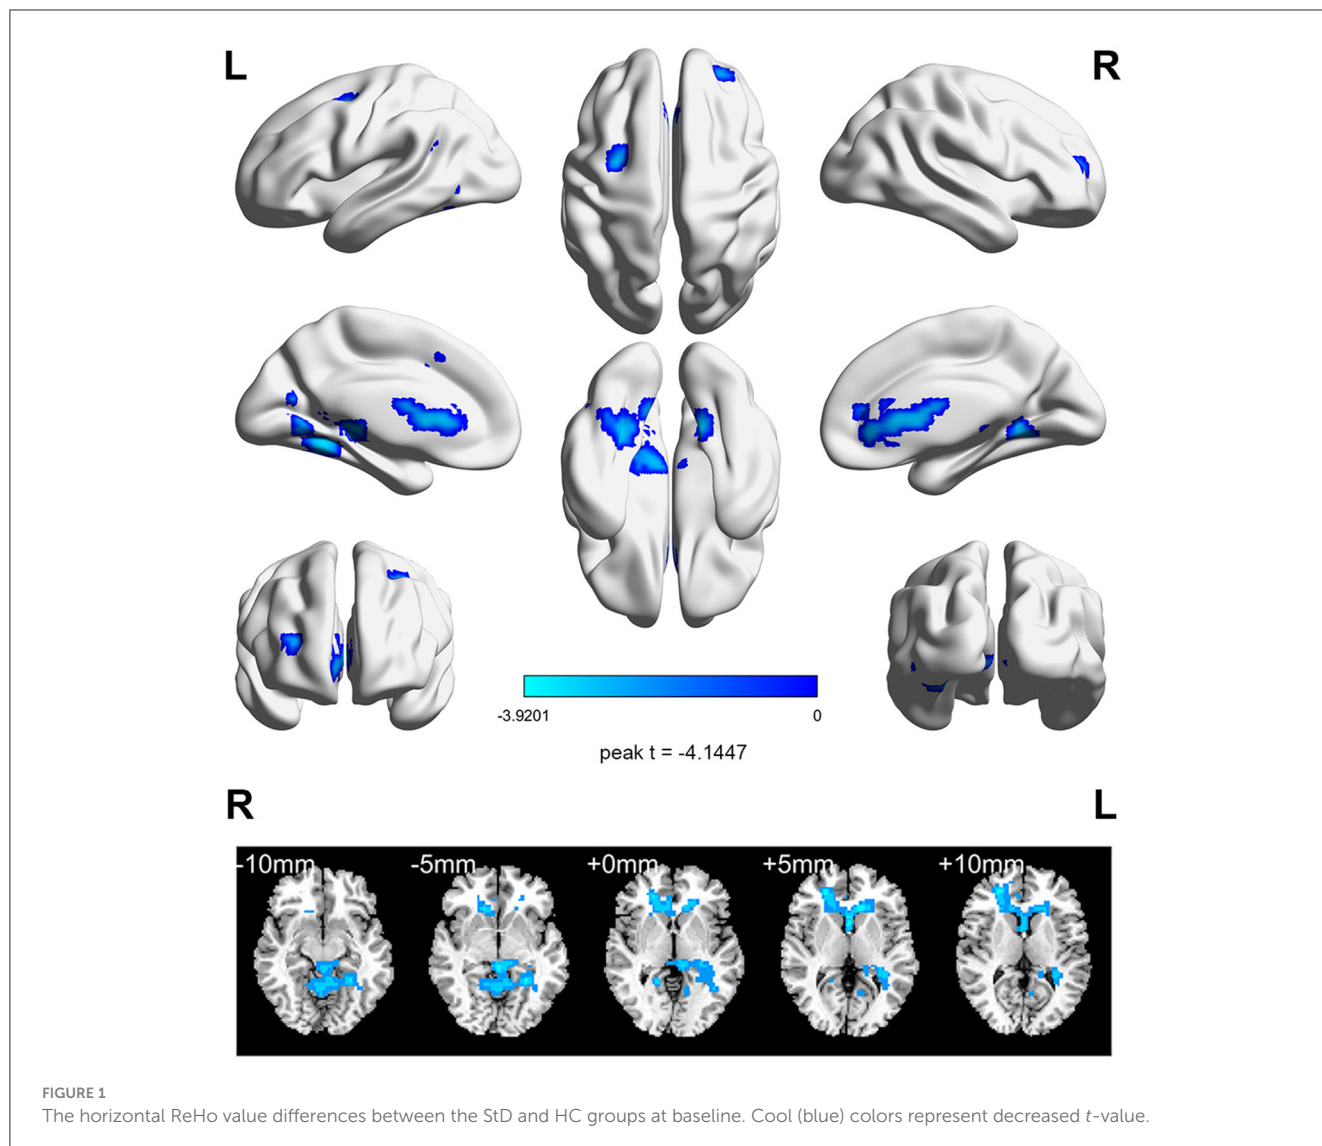 L
R
-3.9201
0
peak t = -4.1447
R
L
-10mm
-5mm
+0mm
+5mm
+10mm
FIGURE 1
The horizontal ReHo value differences between the StD and HC groups at baseline. Cool (blue) colors represent decreased t-value.